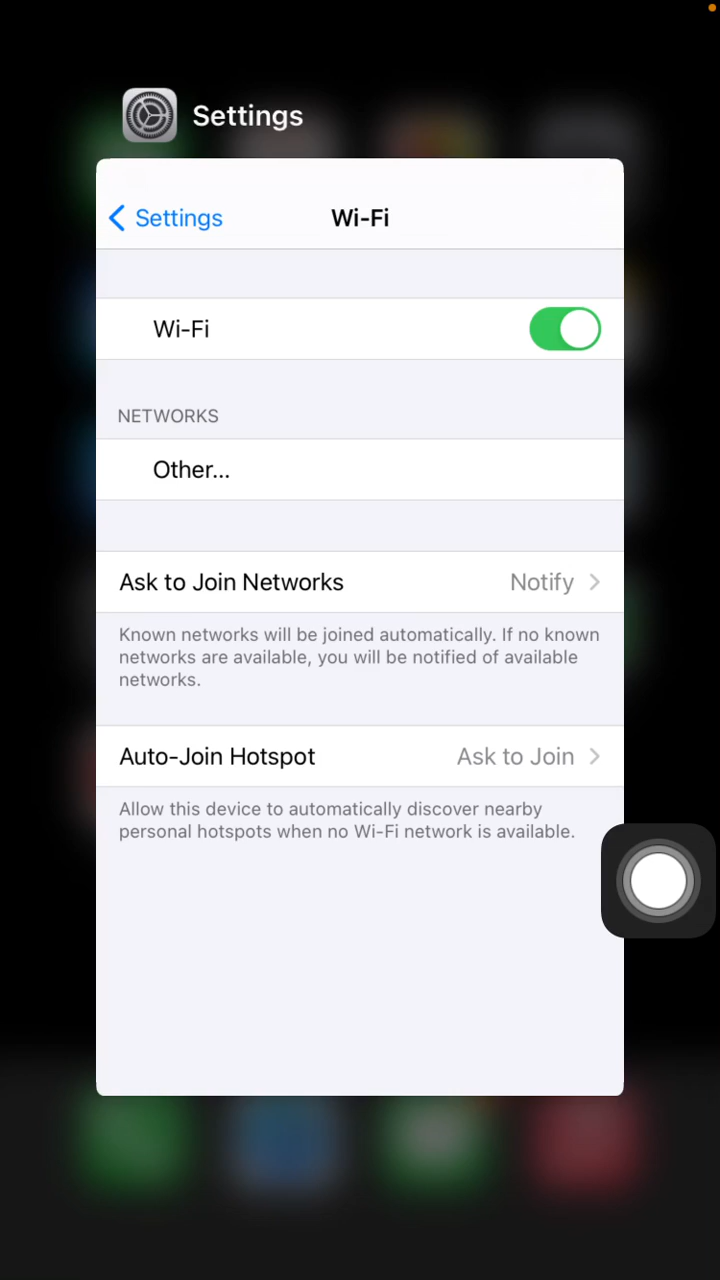 Settings
Settings
Wi-Fi
Wi-Fi
NETWORKS
Other...
Ask to Join Networks
Notify
Known networks will be joined automatically. If no known
networks are available, you will be notified of available
networks.
Auto-Join Hotspot
Ask to Join
Allow this device to automatically discover nearby
personal hotspots when no Wi-Fi network is available.